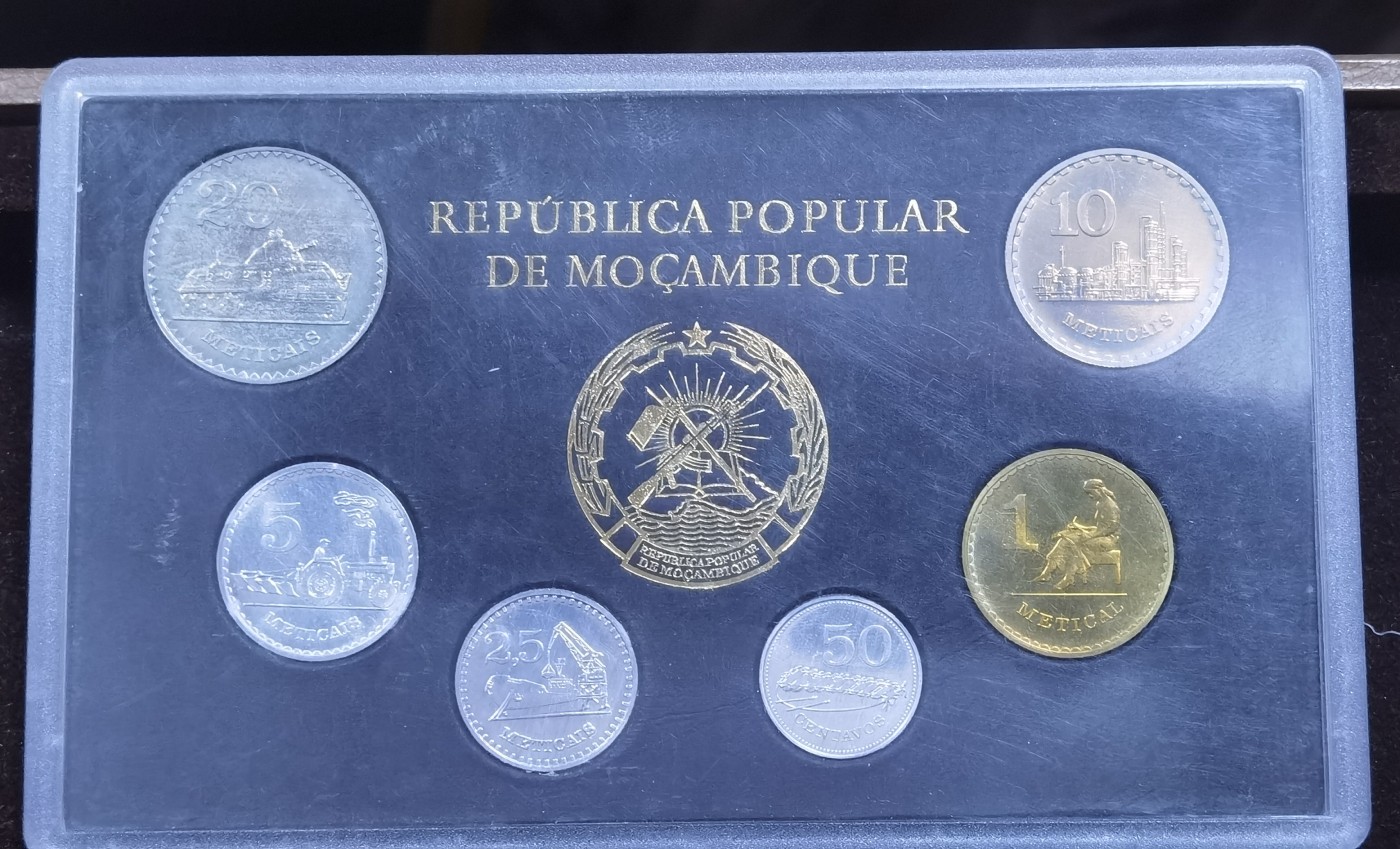 REPÚBLICA POPULAR
DE MOÇAMBIQUE
20
METICAIS
10
METICAIS
REPUBLICA POPULAR
DE MOÇAMBIQUE
5
METICAIS
1
METICAL
2,5
METICAIS
50
CENTAVOS